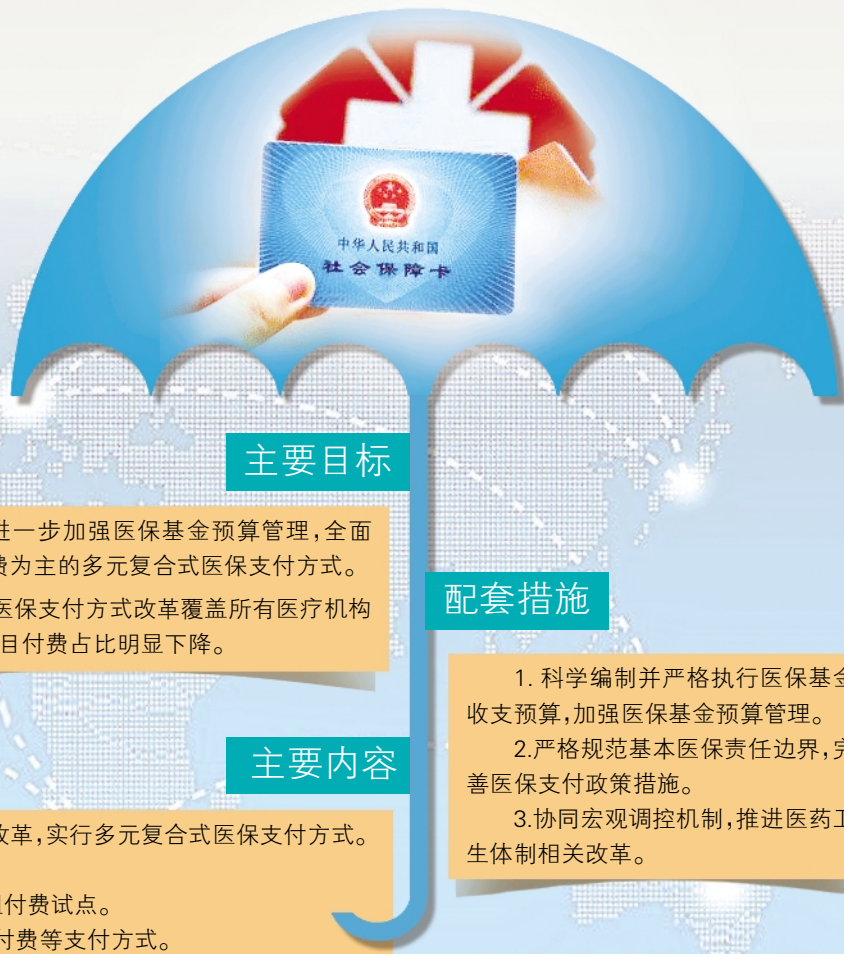 中华人民共和国
社会保障卡
主要目标
进一步加强医保基金预算管理,全面
费为主的多元复合式医保支付方式。
医保支付方式改革覆盖所有医疗机构
目付费占比明显下降。
主要内容
改革,实行多元复合式医保支付方式。
付费试点。
付费等支付方式。
配套措施
1. 科学编制并严格执行医保基金
收支预算,加强医保基金预算管理。
2.严格规范基本医保责任边界,完
善医保支付政策措施。
3.协同宏观调控机制,推进医药卫
生体制相关改革。